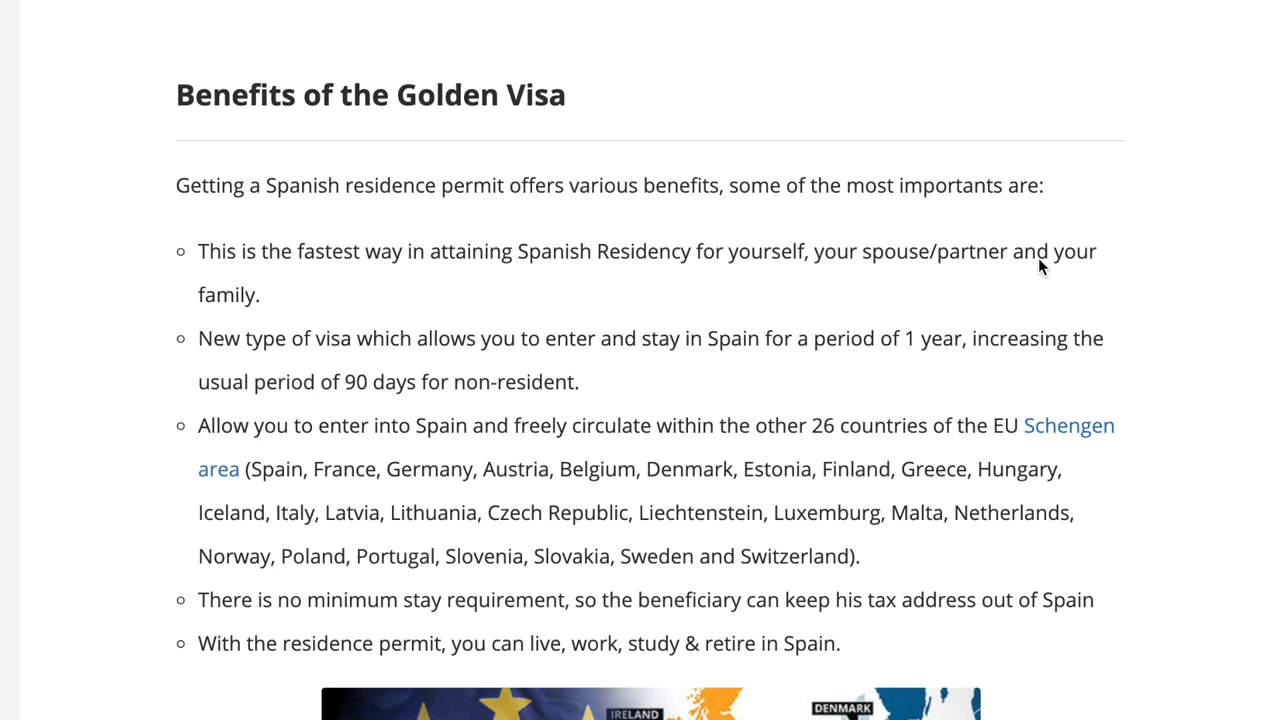 Benefits of the Golden Visa
Getting a Spanish residence permit offers various benefits, some of the most importants are:
This is the fastest way in attaining Spanish Residency for yourself, your spouse/partner and your
family.
New type of visa which allows you to enter and stay in Spain for a period of 1 year, increasing the
usual period of 90 days for non-resident.
Allow you to enter into Spain and freely circulate within the other 26 countries of the EU Schengen
area (Spain, France, Germany, Austria, Belgium, Denmark, Estonia, Finland, Greece, Hungary,
Iceland, Italy, Latvia, Lithuania, Czech Republic, Liechtenstein, Luxemburg, Malta, Netherlands,
Norway, Poland, Portugal, Slovenia, Slovakia, Sweden and Switzerland).
There is no minimum stay requirement, so the beneficiary can keep his tax address out of Spain
With the residence permit, you can live, work, study & retire in Spain.
IRELAND
DENMARK